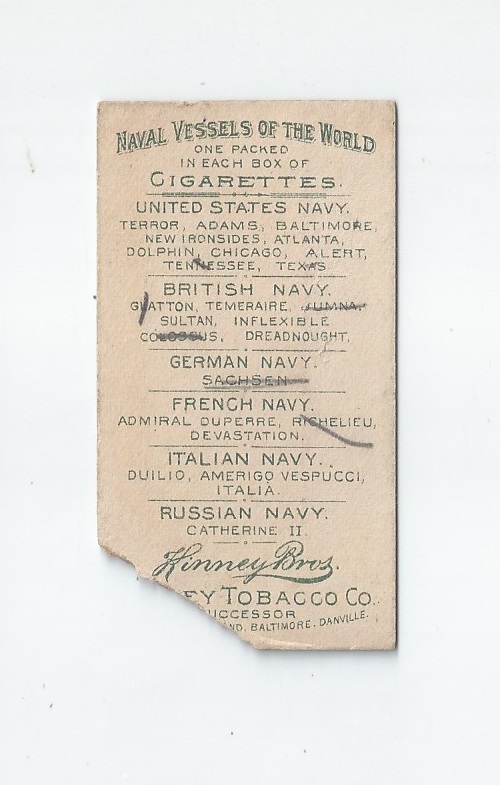 NAVAL VESSELS OF THE WORLD
ONE PACKED
IN EACH BOX OF
CIGARETTES.
UNITED STATES NAVY.
TERROR, ADAMS, BALTIMORE,
NEW IRONSIDES, ATLANTA,
DOLPHIN, CHICAGO, ALERT,
TENNESSEE, TEXAS
BRITISH NAVY.
GLATTON, TEMERAIRE, JUMNA,
SULTAN, INFLEXIBLE
COLOSSUS, DREADNOUGHT,
GERMAN NAVY.
SACHSEN
FRENCH NAVY.
ADMIRAL DUPERRE, RICHELIEU,
DEVASTATION.
ITALIAN NAVY.
DUILIO, AMERIGO VESPUCCI,
ITALIA.
RUSSIAN NAVY.
CATHERINE II.
Kinney Bros.
EY TOBACCO CO.
UCCESSOR
ND. BALTIMORE. DANVILLE.